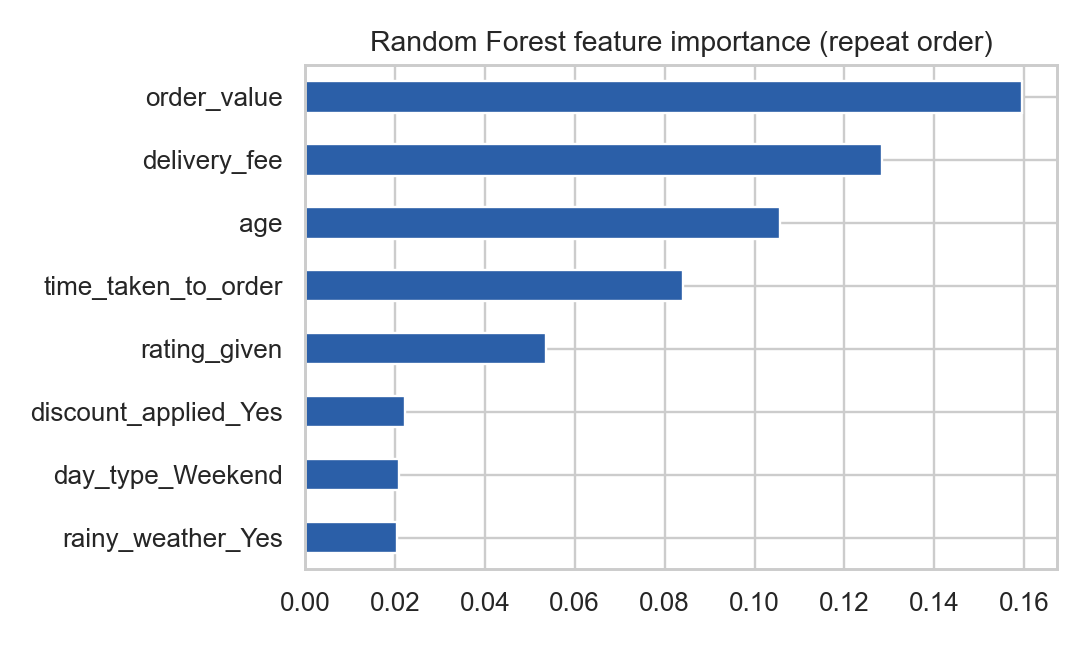 Random Forest feature importance (repeat order)
order_value
delivery_fee
age
time_taken_to_order
rating_given
discount_applied_Yes
day_type_Weekend
rainy_weather_Yes
0.00 0.02 0.04 0.06 0.08 0.10 0.12 0.14 0.16